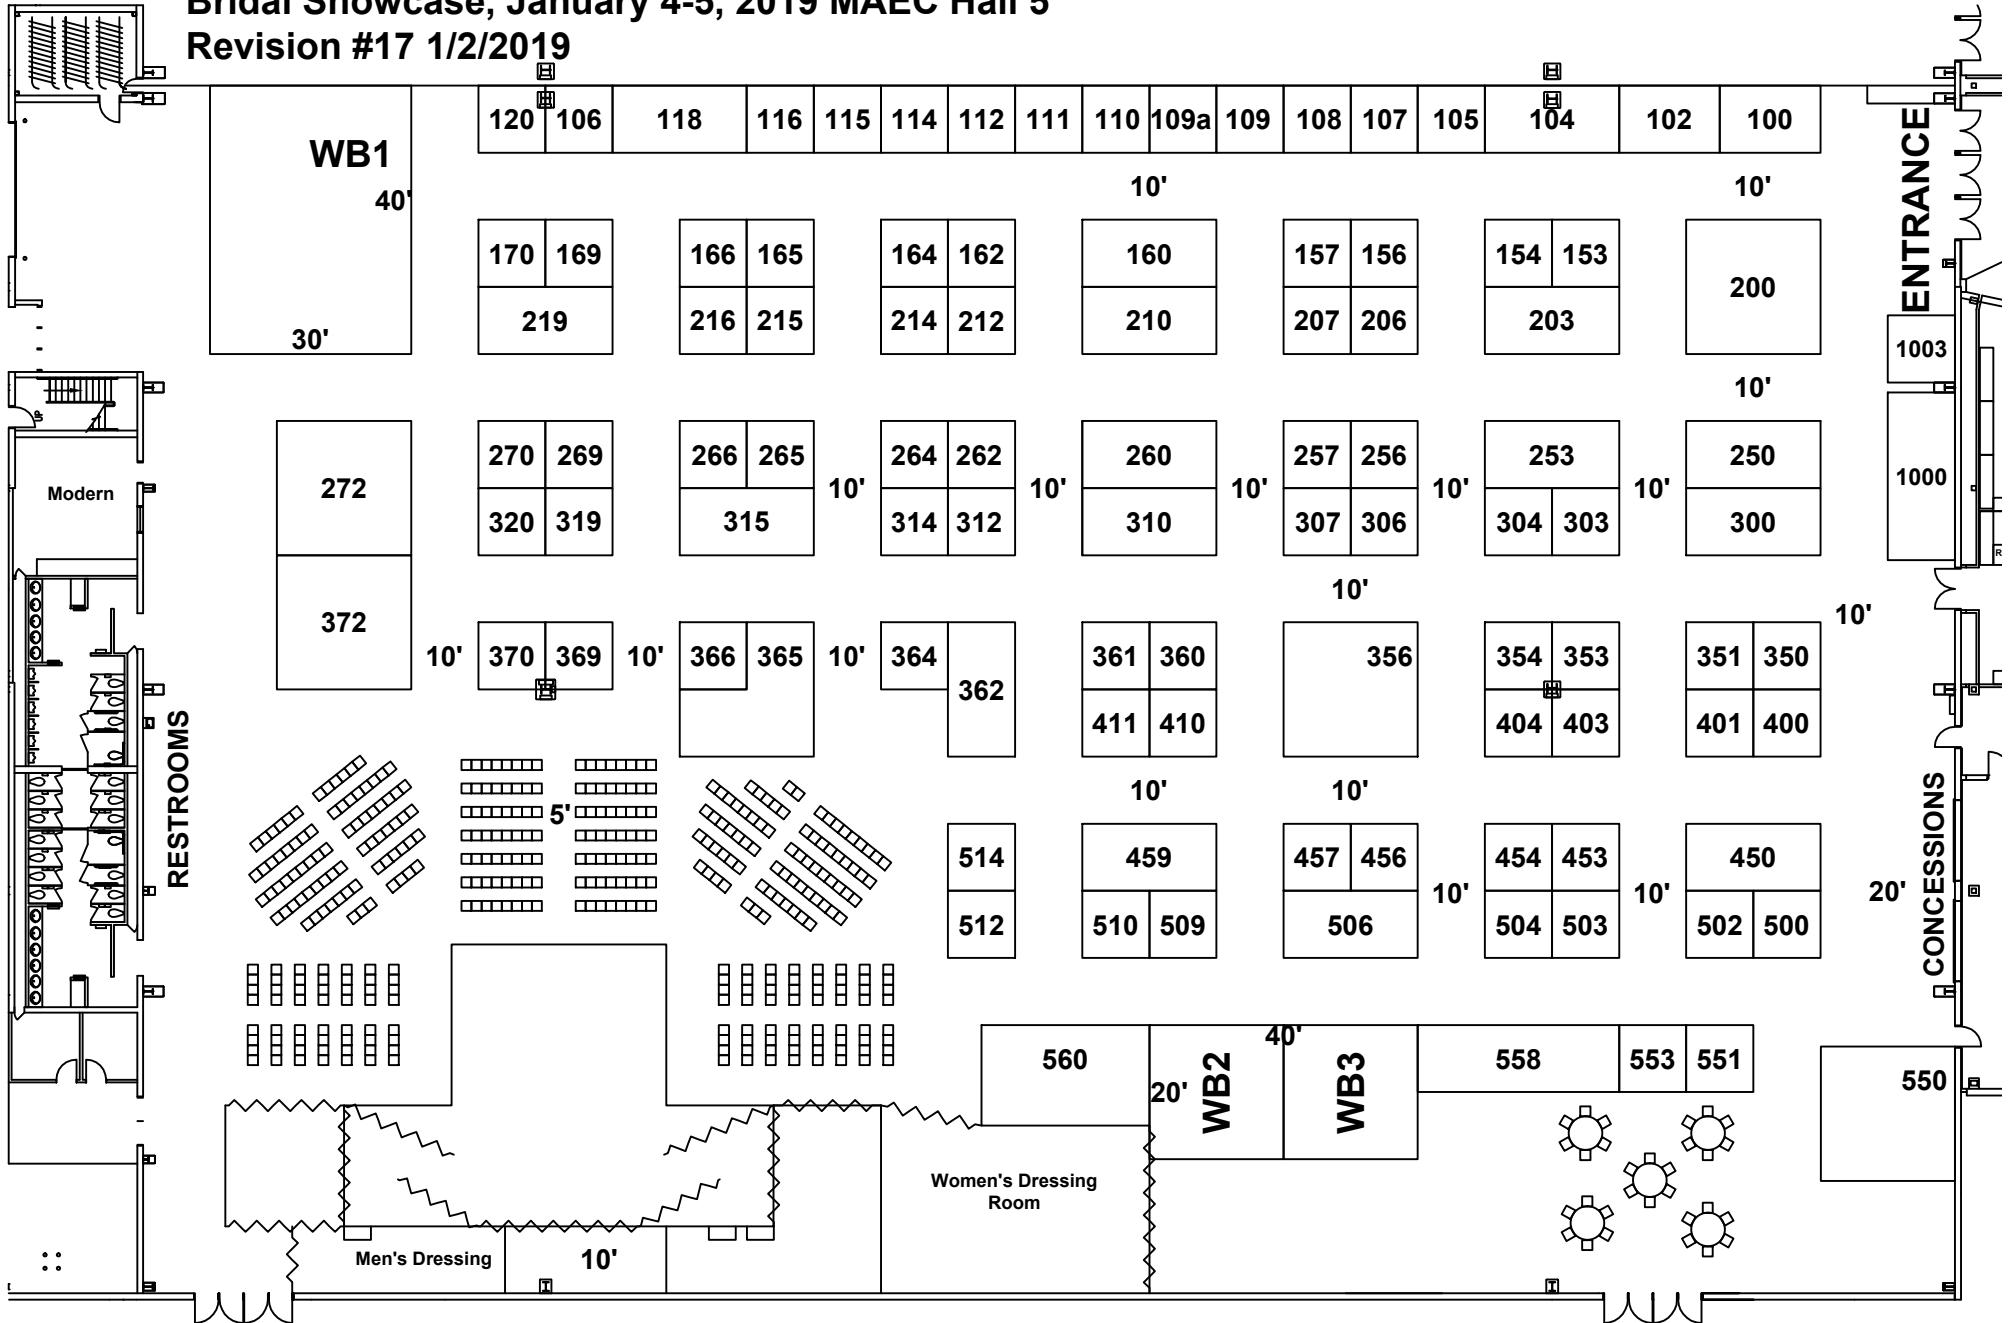 Bridal Showcase, January 4-5, 2019 MAEC Hall 5
Revision #17 1/2/2019
120 106 118 116 115 114 112 111 110 109a 109 108 107 105 104 102 100
WB1
40'
30'
10' 10'
ENTRANCE
170 169 166 165 164 162 160 157 156 154 153
200
219 216 215 214 212 210 207 206 203
1003
10'
UP
270 269 266 265 264 262 260 257 256 253 250
272
Modern
10' 10' 10' 10' 10'
1000
320 319 315 314 312 310 307 306 304 303 300
R
10'
10'
372
10' 370 369 10' 366 365 10' 364 361 360 356 354 353 351 350
362
411 410 404 403 401 400
RESTROOMS
10' 10'
5'
514 459 457 456 454 453 450
10' 10' 20'
CONCESSIONS
512 510 509 506 504 503 502 500
40'
560 WB2 WB3 558 553 551
20'
550
Women's Dressing
Room
Men's Dressing 10'